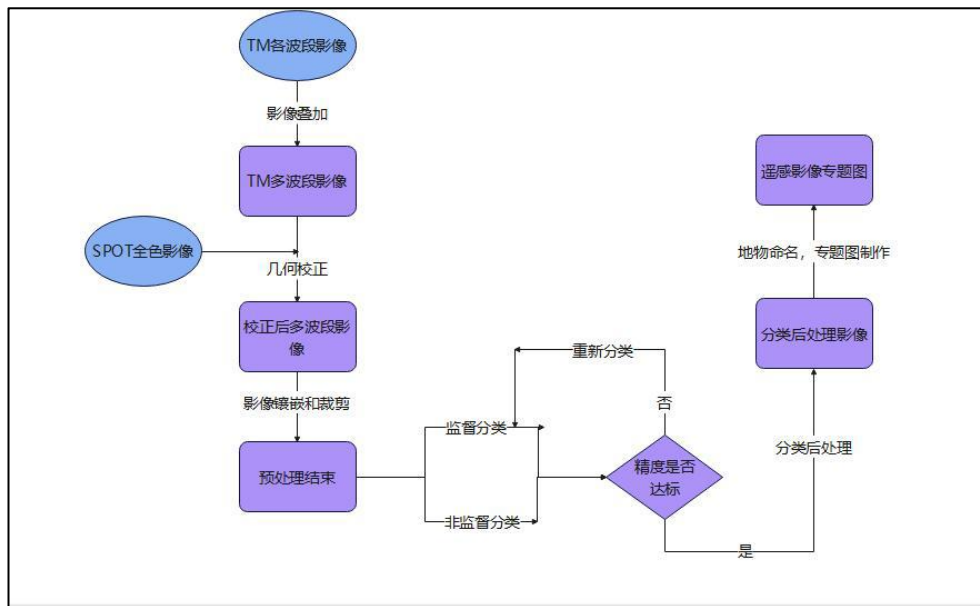 TM各波段影像
影像叠加
TM多波段影像
SPOT全色影像
几何校正
校正后多波段影
像
影像镶嵌和裁剪
预处理结束
监督分类
非监督分类
重新分类
否
精度是否
达标
是
分类后处理
分类后处理影像
地物命名，专题图制作
遥感影像专题图